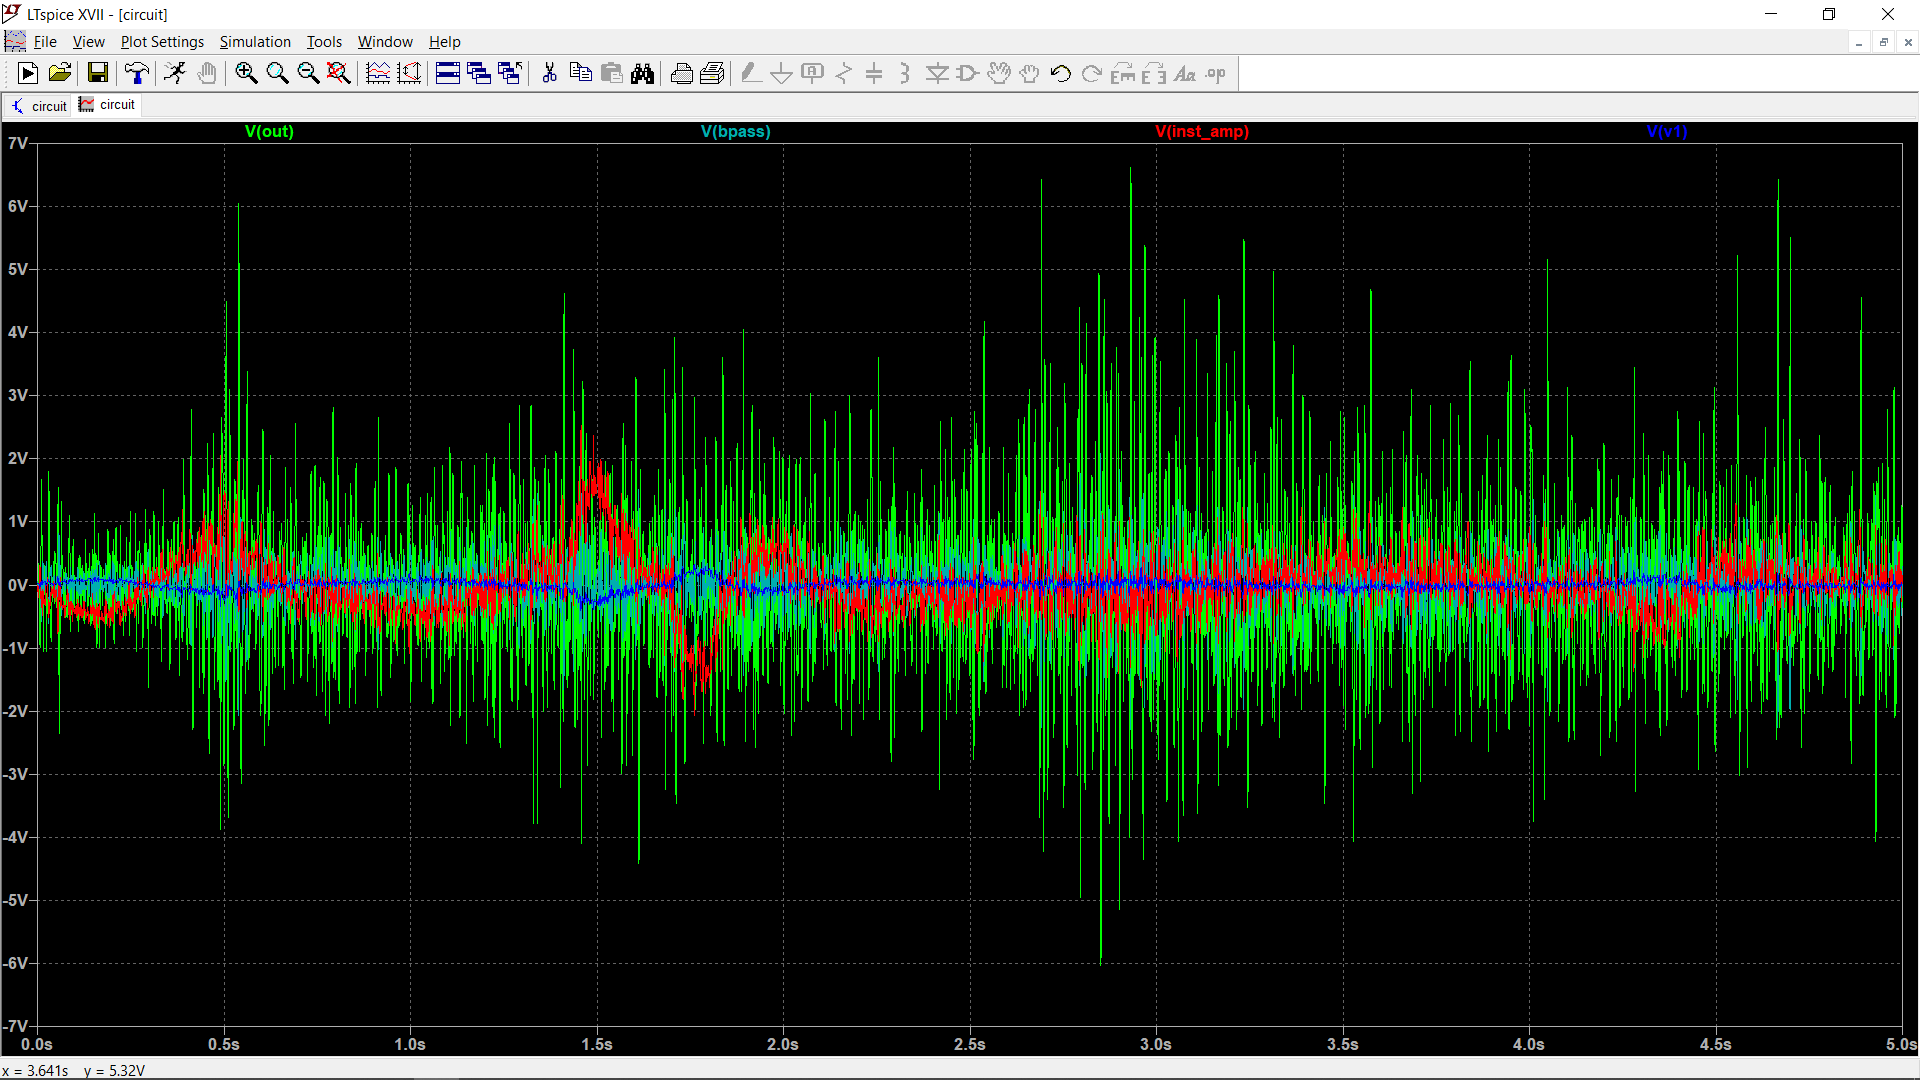 LTspice XVII - [circuit]
File View Plot Settings Simulation Tools Window Help
Aa .op
circuit circuit
V(out) V(bpass) V(inst_amp) V(v1)
7V
6V
5V
4V
3V
2V
1V
0V
-1V
-2V
-3V
-4V
-5V
-6V
-7V
0.0s 0.5s 1.0s 1.5s 2.0s 2.5s 3.0s 3.5s 4.0s 4.5s 5.0s
x = 3.641s y = 5.32V